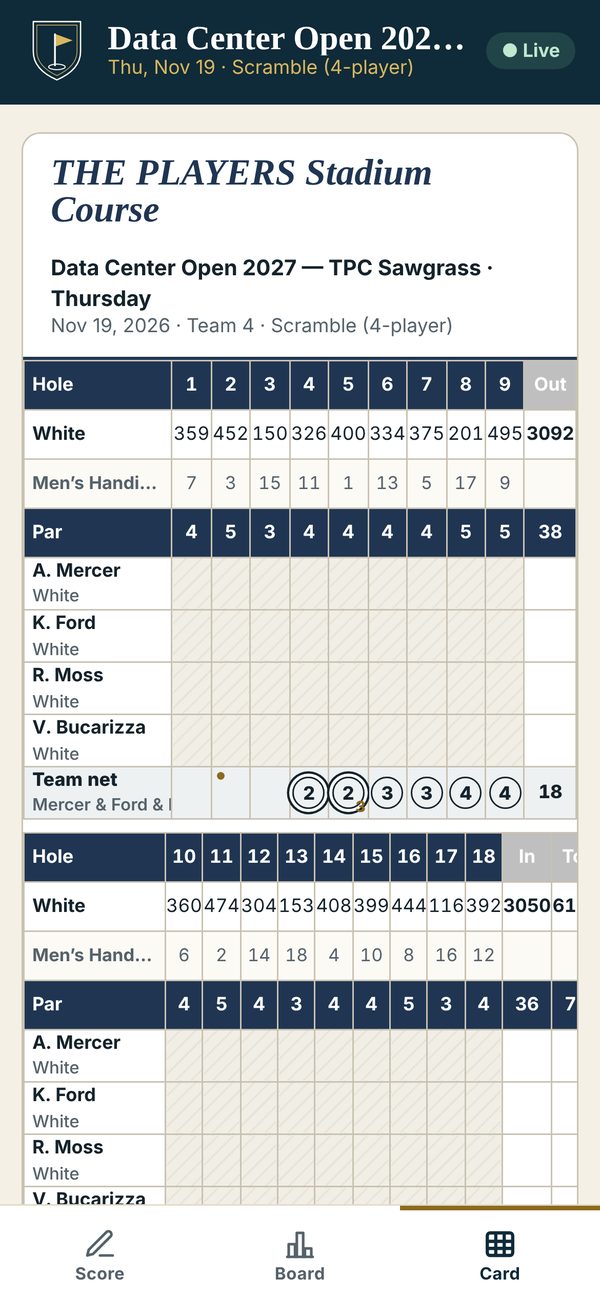 Data Center Open 202…
Thu, Nov 19 · Scramble (4-player)
Live
THE PLAYERS Stadium
Course
Data Center Open 2027 — TPC Sawgrass ·
Thursday
Nov 19, 2026 · Team 4 · Scramble (4-player)
Hole 1 2 3 4 5 6 7 8 9 Out
White 359 452 150 326 400 334 375 201 495 3092
Men's Handi… 7 3 15 11 1 13 5 17 9
Par 4 5 3 4 4 4 4 5 5 38
A. Mercer
White
K. Ford
White
R. Moss
White
V. Bucarizza
White
Team net 2 2 3 3 3 4 4 18
Mercer & Ford &
Hole 10 11 12 13 14 15 16 17 18 In
White 360 474 304 153 408 399 444 116 392 3050 61
Men's Hand… 6 2 14 18 4 10 8 16 12
Par 4 5 4 3 4 4 5 3 4 36 7
A. Mercer
White
K. Ford
White
R. Moss
White
V. Bucarizza
Score Board Card